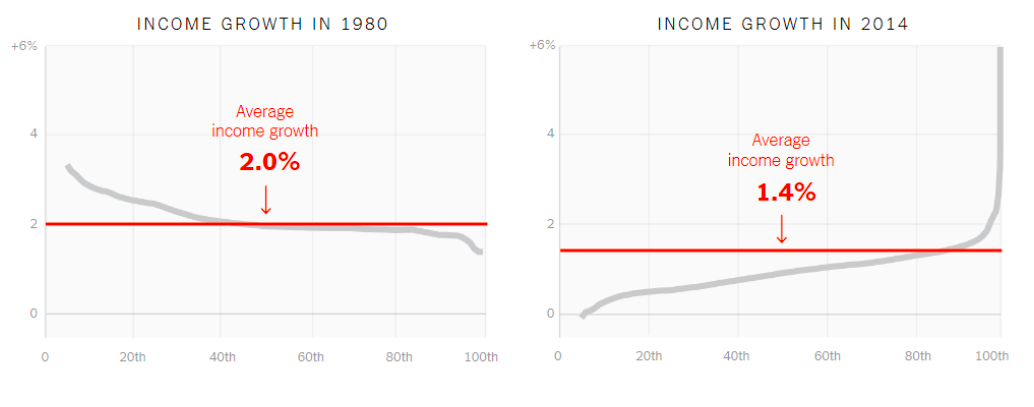 INCOME GROWTH IN 1980
+6%
4
2
0
Average
income growth
2.0%
0 20th 40th 60th 80th 100th
INCOME GROWTH IN 2014
+6%
4
2
0
Average
income growth
1.4%
0 20th 40th 60th 80th 100th